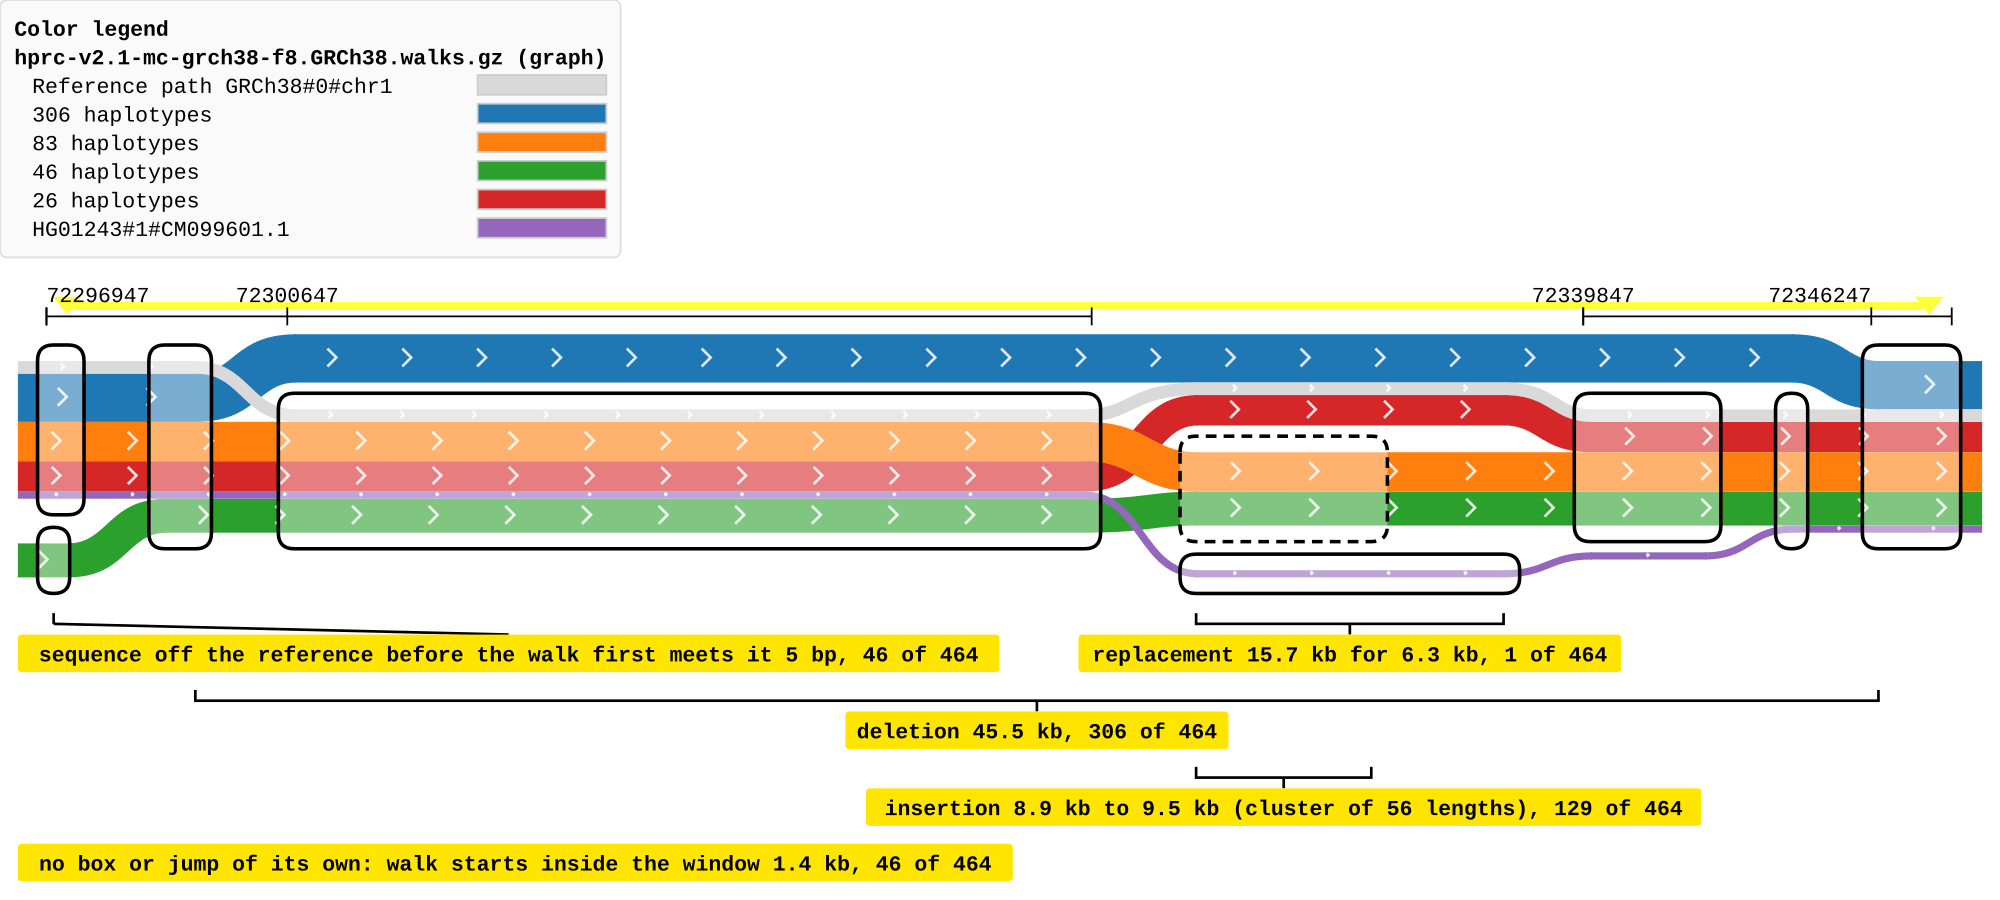 Color legend
hprc-v2.1-mc-grch38-f8.GRCh38.walks.gz (graph)
Reference path GRCh38#0#chr1
306 haplotypes
83 haplotypes
46 haplotypes
26 haplotypes
HG01243#1#CM099601.1
72296947 72300647 72339847 72346247
sequence off the reference before the walk first meets it 5 bp, 46 of 464
replacement 15.7 kb for 6.3 kb, 1 of 464
deletion 45.5 kb, 306 of 464
insertion 8.9 kb to 9.5 kb (cluster of 56 lengths), 129 of 464
no box or jump of its own: walk starts inside the window 1.4 kb, 46 of 464